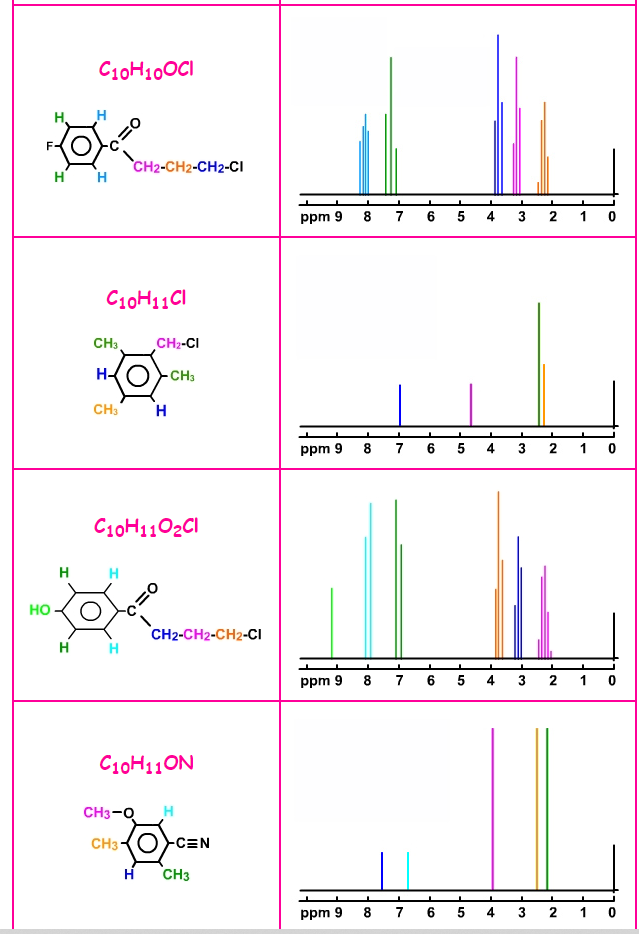 C10H10OCl
H H
O
F C
H H
CH2-CH2-CH2-Cl
ppm 9 8 7 6 5 4 3 2 1 0
C10H11Cl
CH3 CH2-Cl
H CH3
CH3 H
ppm 9 8 7 6 5 4 3 2 1 0
C10H11O2Cl
H H
O
HO C
CH2-CH2-CH2-Cl
H H
ppm 9 8 7 6 5 4 3 2 1 0
C10H11ON
CH3-O H
CH3 C≡N
H CH3
ppm 9 8 7 6 5 4 3 2 1 0